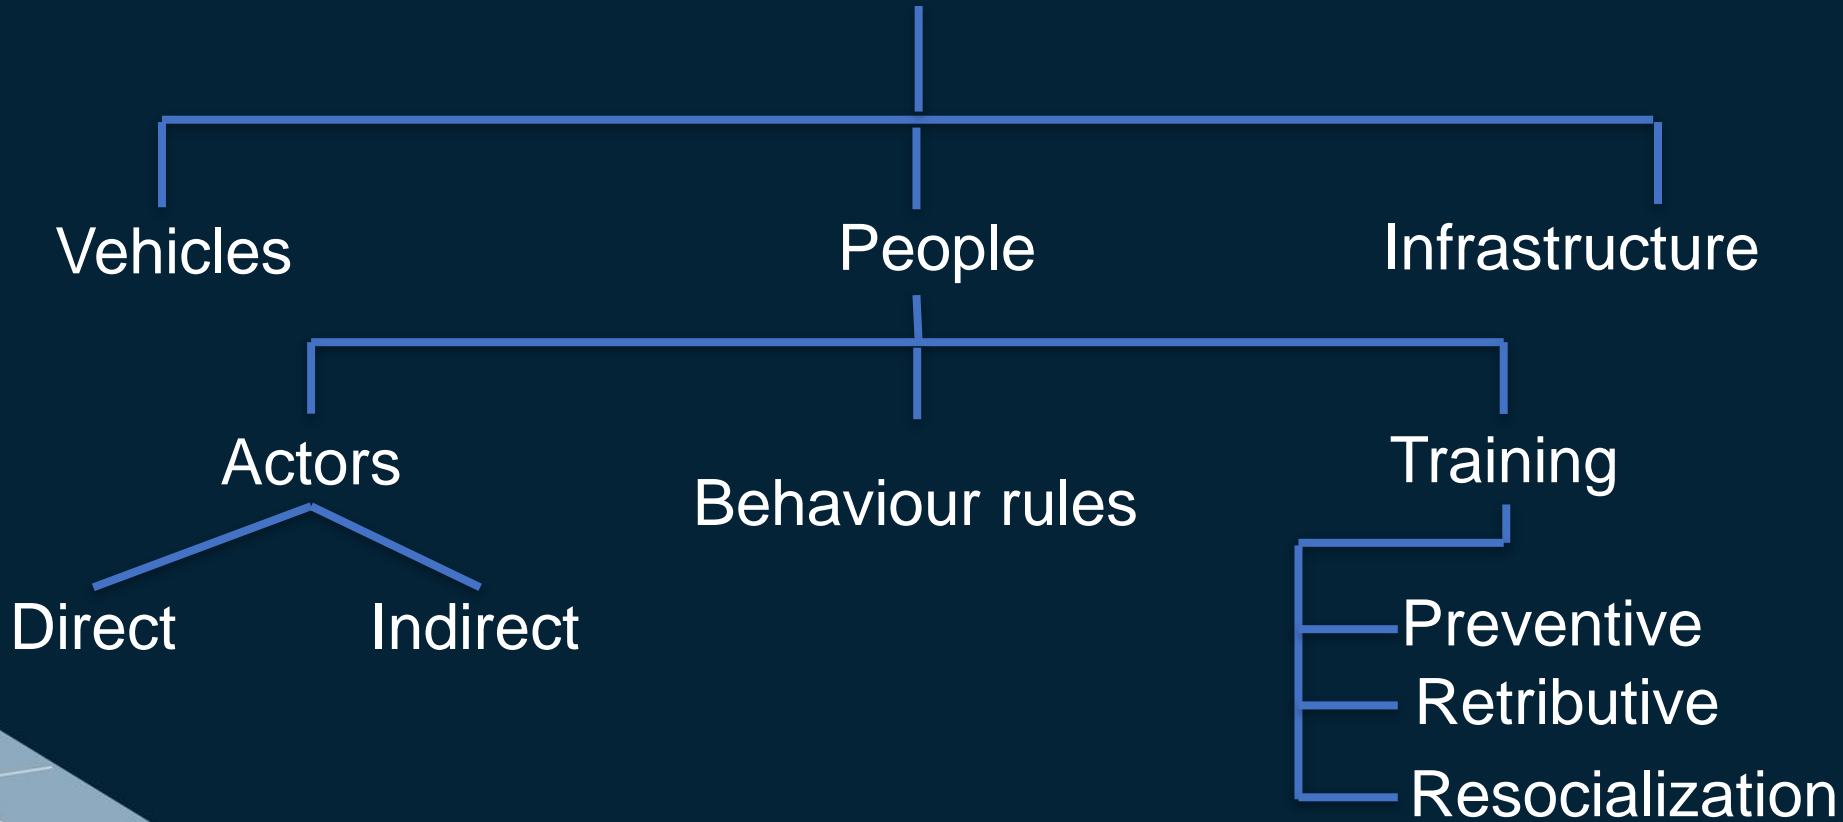 Vehicles
People
Infrastructure
Actors
Behaviour rules
Training
Direct
Indirect
Preventive
Retributive
Resocialization